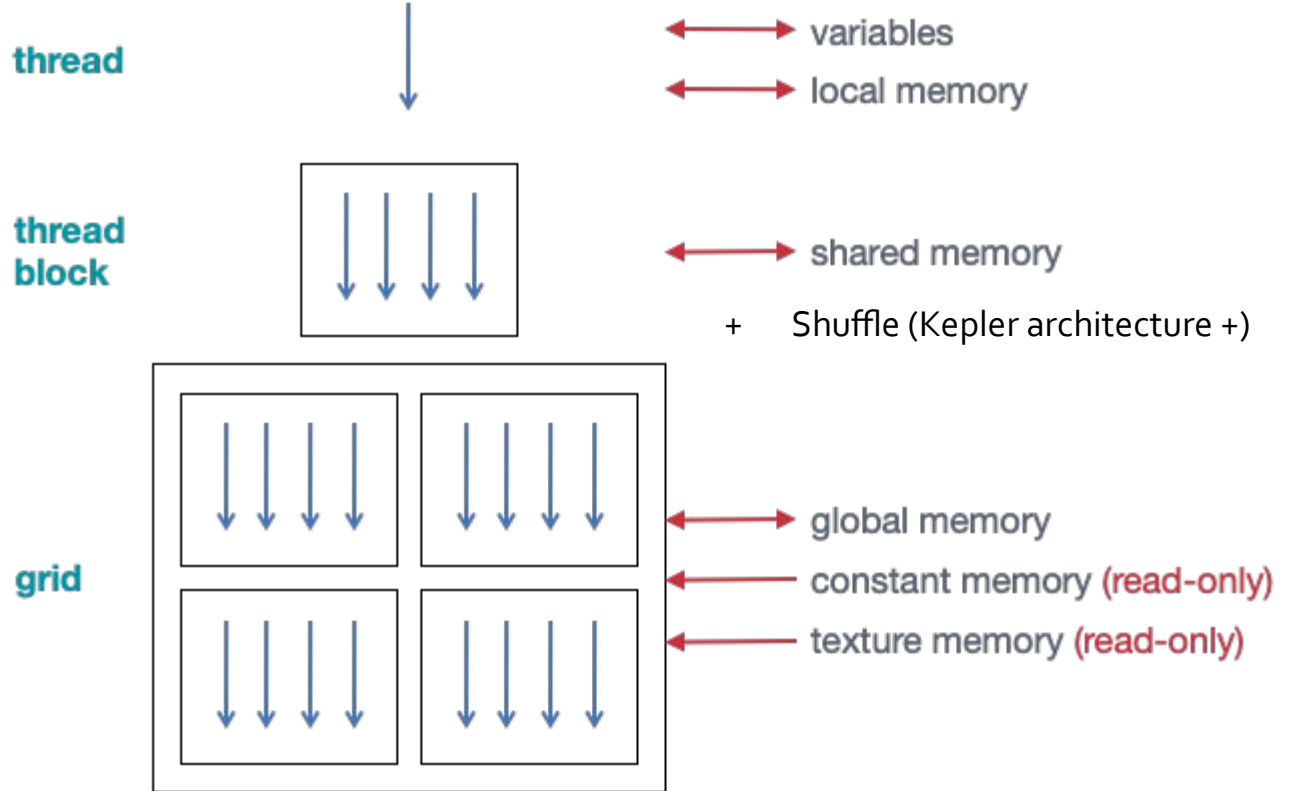 thread
variables
local memory
thread
block
shared memory
+ Shuffle (Kepler architecture +)
grid
global memory
constant memory (read-only)
texture memory (read-only)